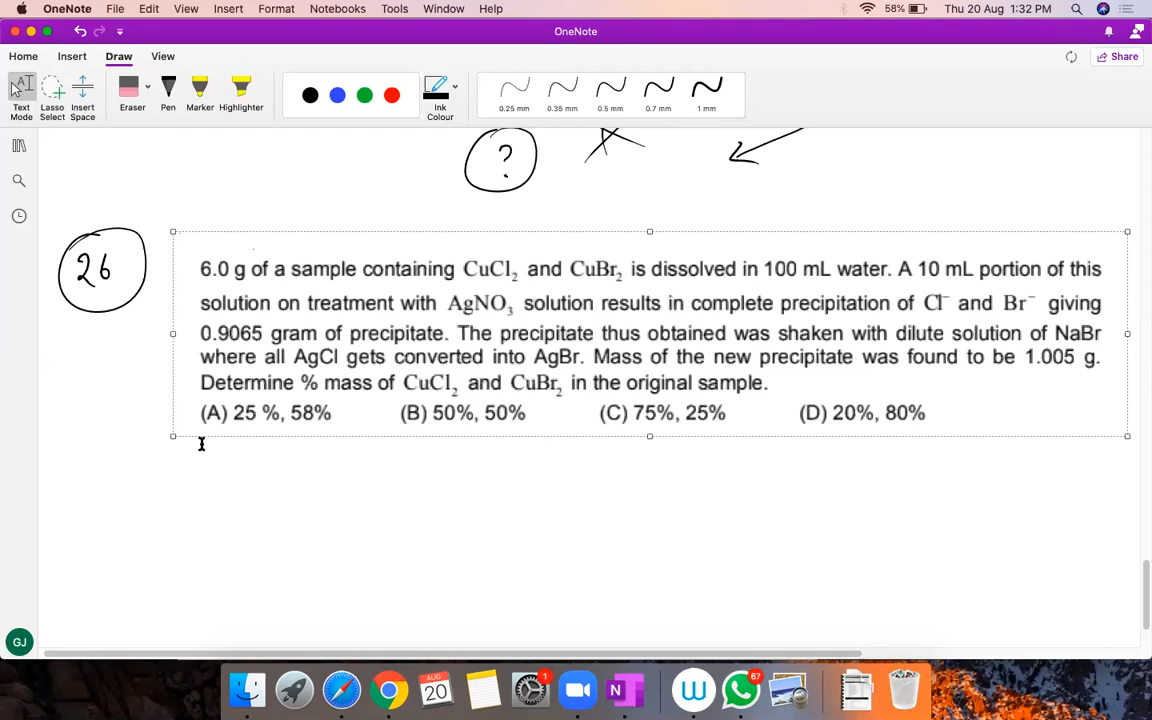 OneNote File Edit View Insert Format Notebooks Tools Window Help 58% Thu 20 Aug 1:32 PM
OneNote
Home Insert Draw View Share
Text Mode Lasso Select Insert Space Eraser Pen Marker Highlighter Ink Colour 0.25 mm 0.35 mm 0.5 mm 0.7 mm 1 mm
?
26
6.0 g of a sample containing CuCl₂ and CuBr₂ is dissolved in 100 mL water. A 10 mL portion of this
solution on treatment with AgNO₃ solution results in complete precipitation of Cl⁻ and Br⁻ giving
0.9065 gram of precipitate. The precipitate thus obtained was shaken with dilute solution of NaBr
where all AgCl gets converted into AgBr. Mass of the new precipitate was found to be 1.005 g.
Determine % mass of CuCl₂ and CuBr₂ in the original sample.
(A) 25 %, 58% (B) 50%, 50% (C) 75%, 25% (D) 20%, 80%
GJ
AUG
20
1
N
W
67